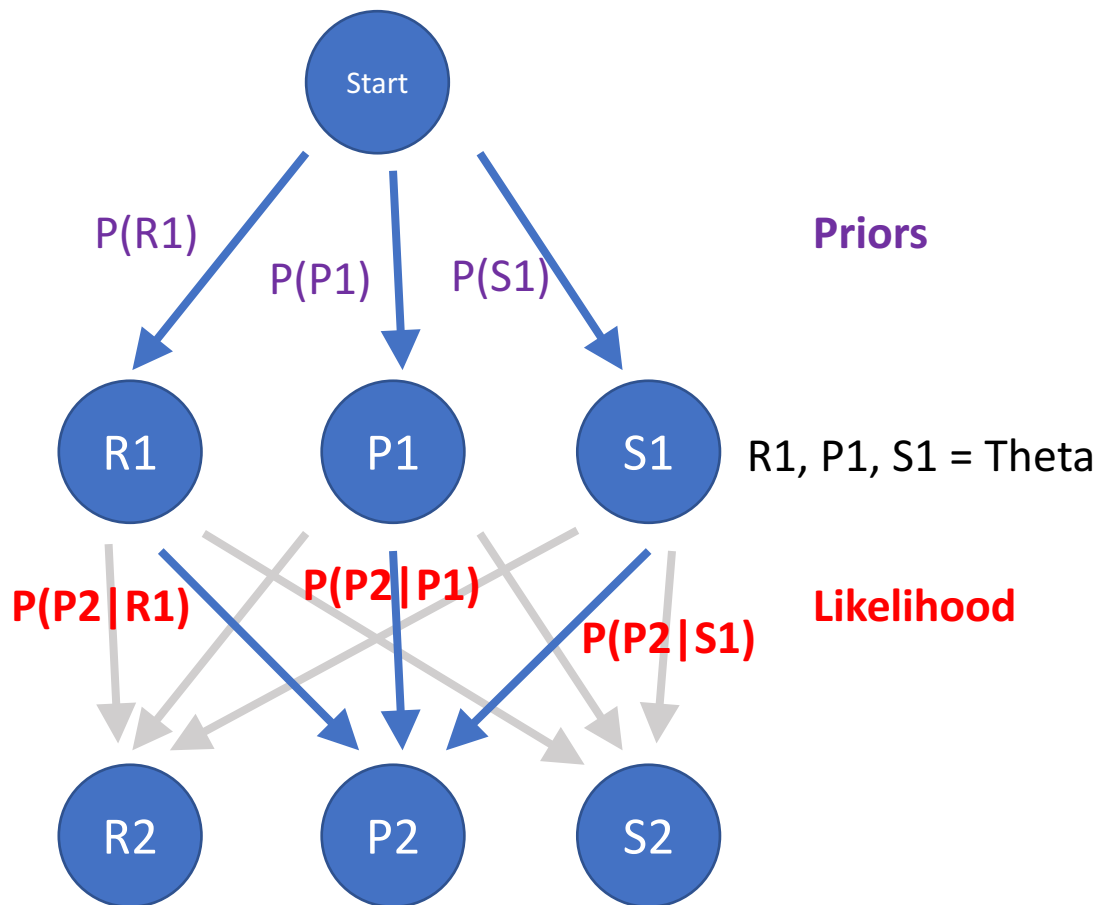 Start
P(R1)
P(P1)
P(S1)
Priors
R1
P1
S1
R1, P1, S1 = Theta
P(P2|R1)
P(P2|P1)
P(P2|S1)
Likelihood
R2
P2
S2